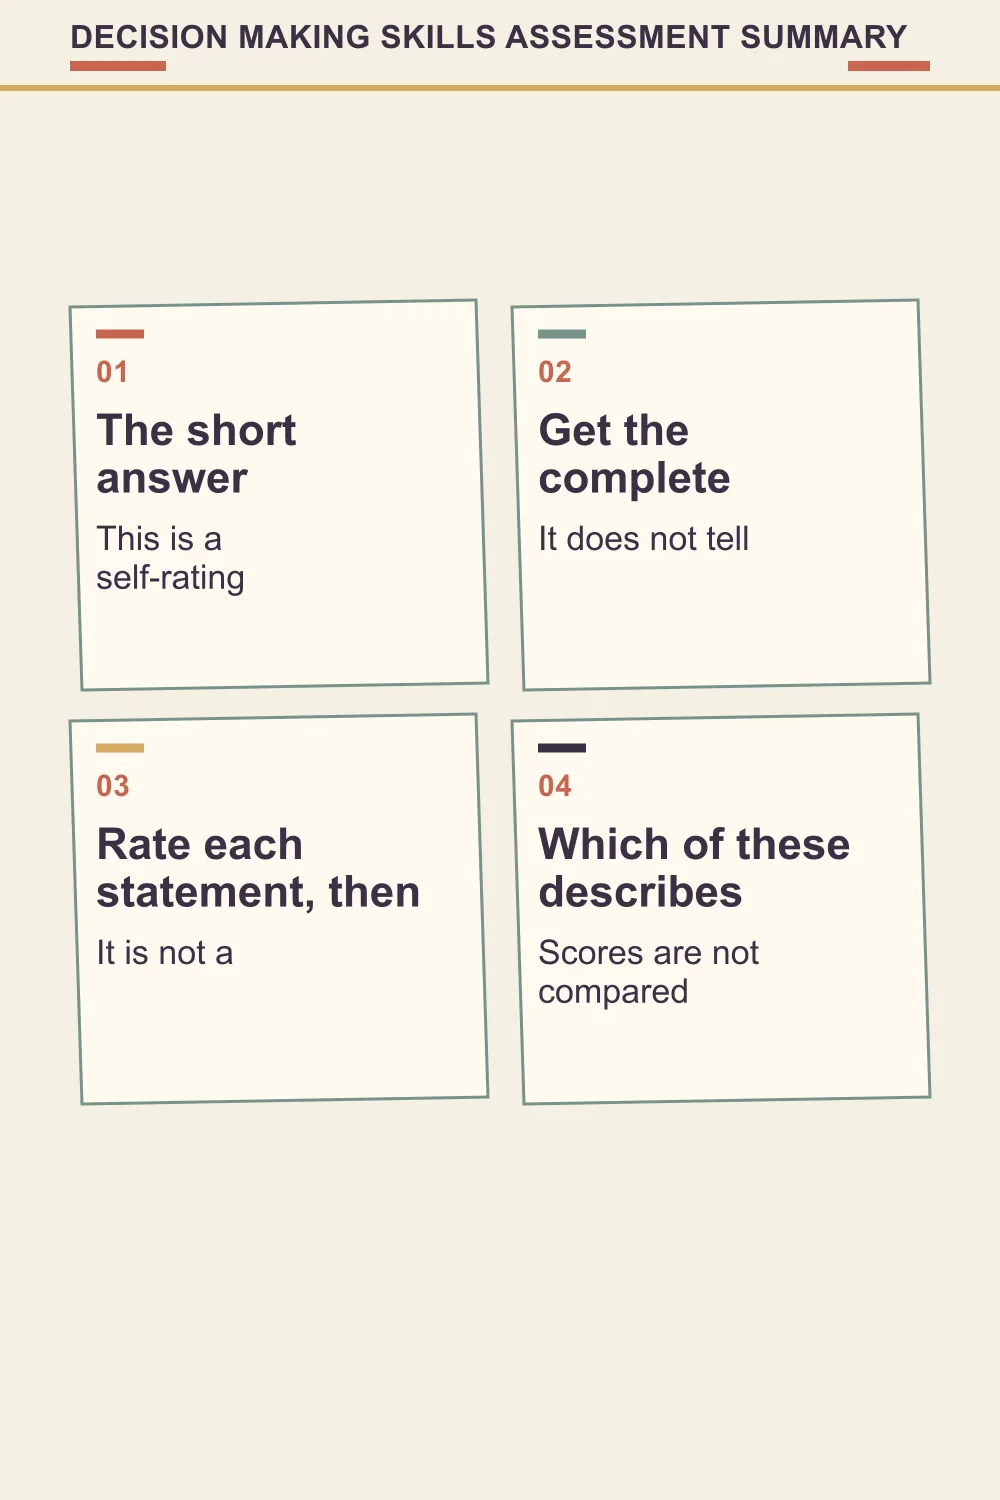 DECISION MAKING SKILLS ASSESSMENT SUMMARY
01
The short
answer
This is a
self-rating
02
Get the
complete
It does not tell
03
Rate each
statement, then
It is not a
04
Which of these
describes
Scores are not
compared